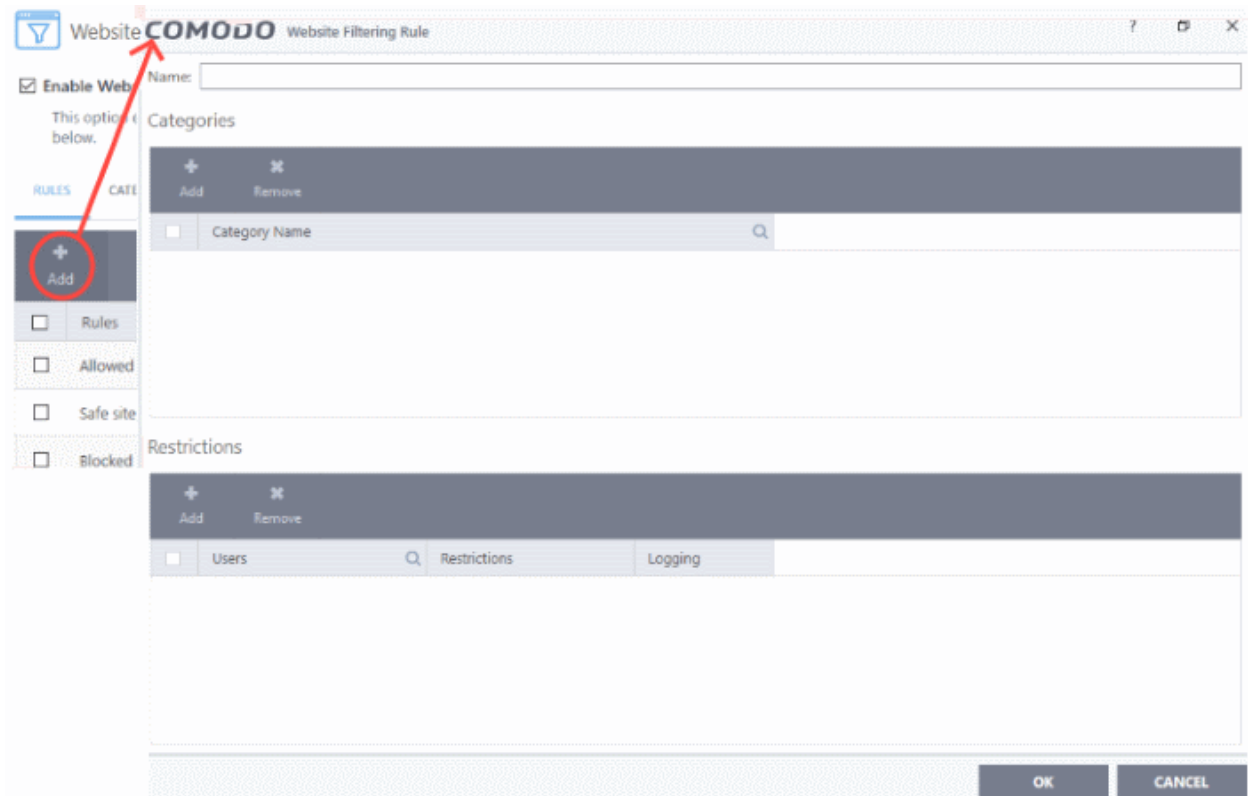 Website COMODO Website Filtering Rule ?
Enable Web
This option
below.
RULES CATE
Add
Rules
Allowed
Safe site
Blocked
Name:
Categories
Add Remove
Category Name
Restrictions
Add Remove
Users Restrictions Logging
OK CANCEL